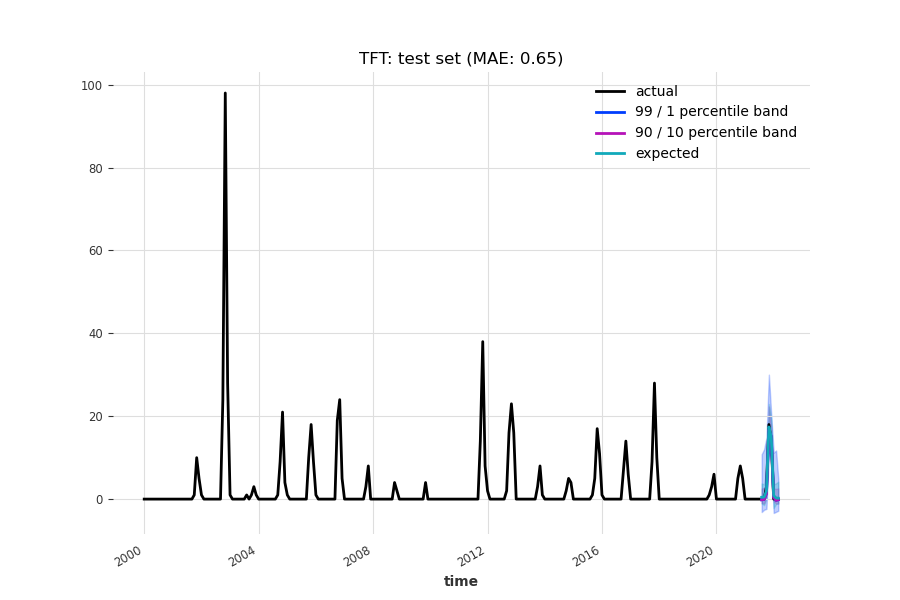 TFT: test set (MAE: 0.65)
actual
99 / 1 percentile band
90 / 10 percentile band
expected
100
80
60
40
20
0
2000
2004
2008
2012
2016
2020
time